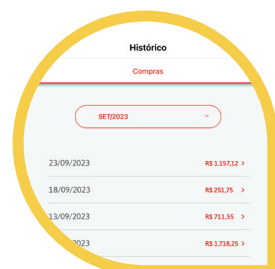 Histórico
Compras
SET/2023
23/09/2023 R$ 1.157,12 >
18/09/2023 R$ 251,75 >
13/09/2023 R$ 711,55 >
/2023 R$ 1.718,25 >